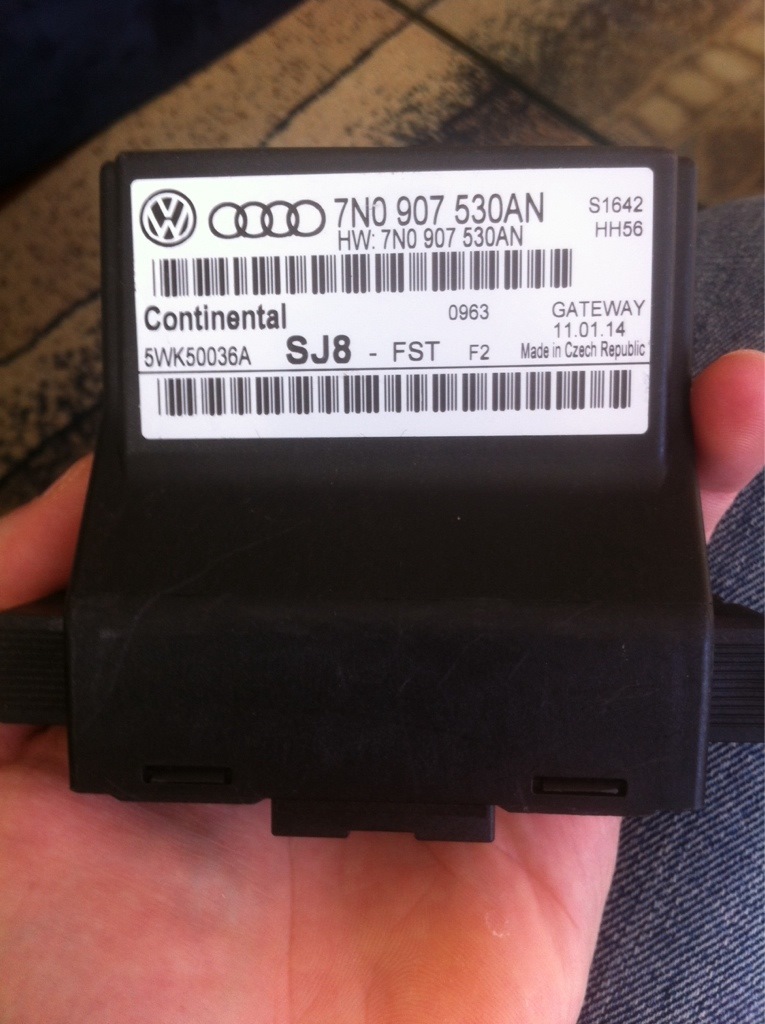 7N0 907 530AN
HW: 7N0 907 530AN
S1642
HH56
Continental
0963
GATEWAY
11.01.14
5WK50036A
SJ8 - FST F2
Made in Czech Republic